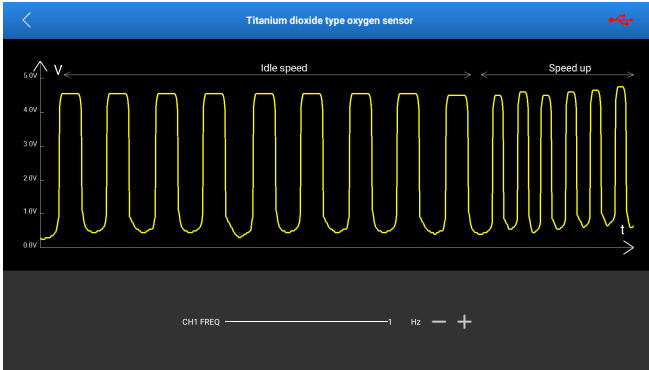 Titanium dioxide type oxygen sensor
V
Idle speed
Speed up
5.0V
4.0V
3.0V
2.0V
1.0V
0.0V
t
CH1 FREQ 1 Hz